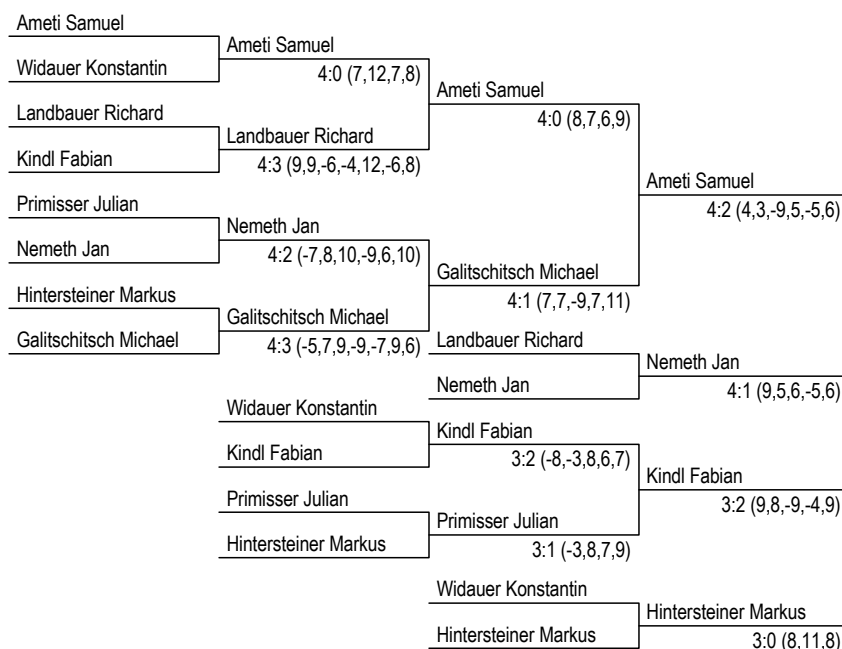 Ameti Samuel
Ameti Samuel
Widauer Konstantin
4:0 (7,12,7,8)
Ameti Samuel
Landbauer Richard
4:0 (8,7,6,9)
Landbauer Richard
Kindl Fabian
4:3 (9,9,-6,-4,12,-6,8)
Ameti Samuel
Primisser Julian
4:2 (4,3,-9,5,-5,6)
Nemeth Jan
Nemeth Jan
4:2 (-7,8,10,-9,6,10)
Galitschitsch Michael
Hintersteiner Markus
4:1 (7,7,-9,7,11)
Galitschitsch Michael
Galitschitsch Michael
4:3 (-5,7,9,-9,-7,9,6)
Landbauer Richard
Nemeth Jan
Nemeth Jan
4:1 (9,5,6,-5,6)
Widauer Konstantin
Kindl Fabian
Kindl Fabian
3:2 (-8,-3,8,6,7)
Kindl Fabian
Primisser Julian
3:2 (9,8,-9,-4,9)
Primisser Julian
Hintersteiner Markus
3:1 (-3,8,7,9)
Widauer Konstantin
Hintersteiner Markus
Hintersteiner Markus
3:0 (8,11,8)